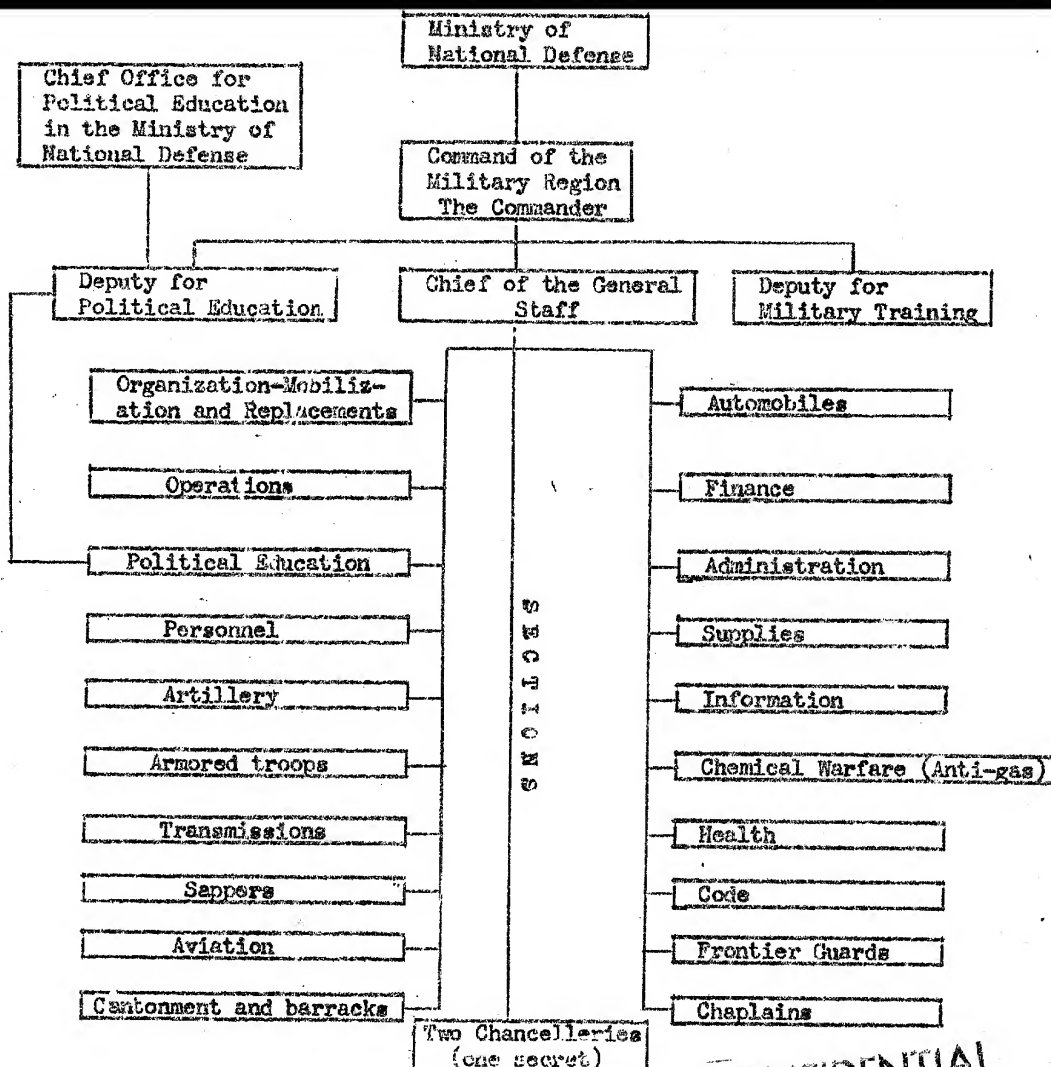 Ministry of
National Defense
Chief Office for
Political Education
in the Ministry of
National Defense
Command of the
Military Region
The Commander
Deputy for
Political Education
Chief of the General
Staff
Deputy for
Military Training
Organization-Mobiliz-
ation and Replacements
Operations
Political Education
Personnel
Artillery
Armored troops
Transmissions
Sappers
Aviation
Cantonment and barracks
SECTIONS
Automobiles
Finance
Administration
Supplies
Information
Chemical Warfare (Anti-gas)
Health
Code
Frontier Guards
Chaplains
Two Chancelleries
(one secret)